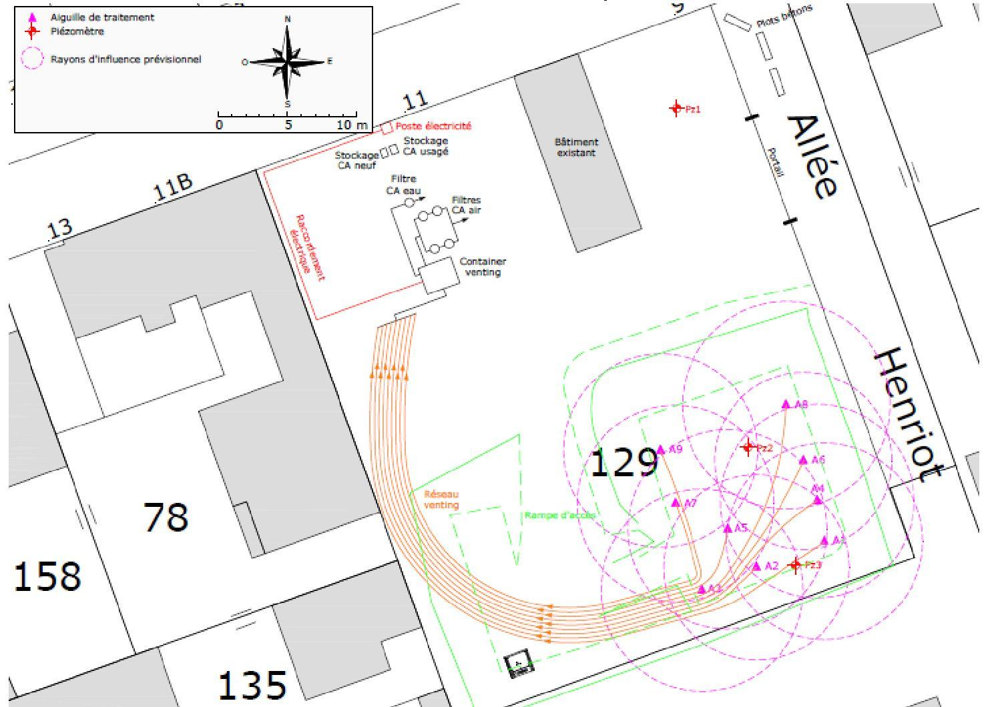 Aiguille de traitement
Piézomètre
Rayons d'influence prévisionnel
N
O
E
S
0 5 10 m
9
Plots bétons
11
Poste électricité
Stockage
CA usagé
Stockage
CA neuf
Filtre
CA eau
Filtres
CA air
Bâtiment
existant
Pz1
Portail
Allée
Henriot
11B
13
Raccordement
électrique
Container
venting
A8
Pz2
129
A9
A6
A4
A7
Réseau
venting
Rampe d'accès
A5
A1
A2
Pz3
A3
78
158
135